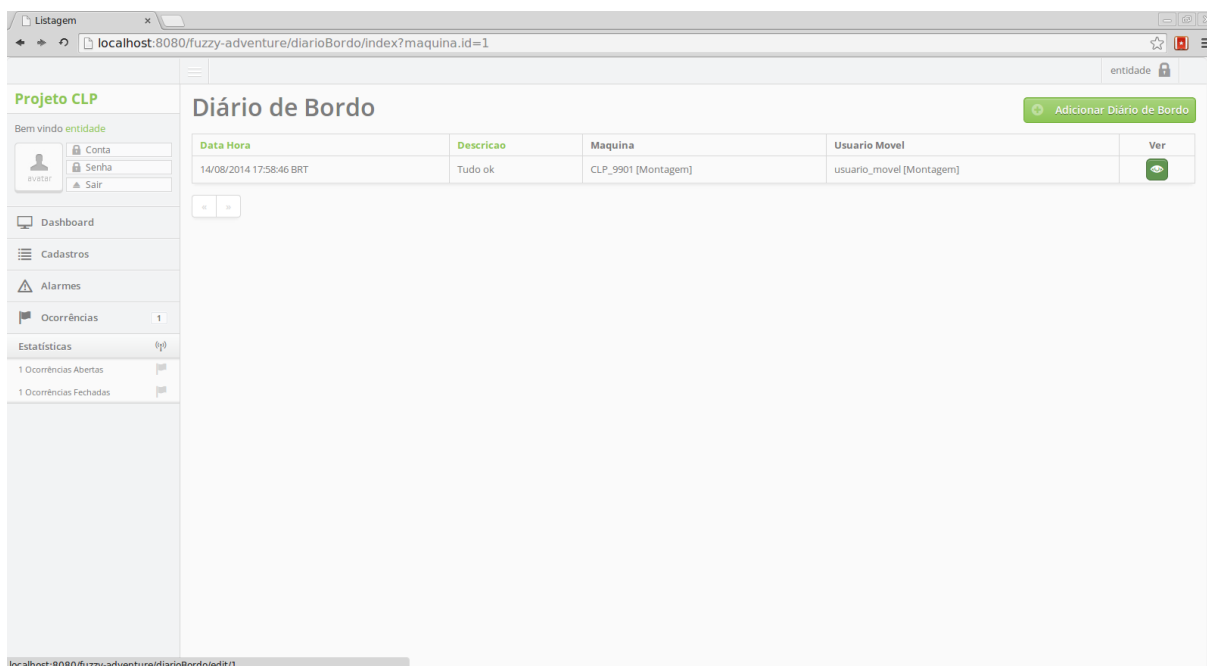 Listagem
localhost:8080/fuzzy-adventure/diarioBordo/index?maquina.id=1
entidade
Projeto CLP
Bem vindo entidade
avatar
Conta
Senha
Sair
Dashboard
Cadastros
Alarmes
Ocorrências 1
Estatísticas
1 Ocorrências Abertas
1 Ocorrências Fechadas
Diário de Bordo
Adicionar Diário de Bordo
Data Hora Descricao Maquina Usuario Movel Ver
14/08/2014 17:58:46 BRT Tudo ok CLP_9901 [Montagem] usuario_movel [Montagem]
« »
localhost:8080/fuzzy-adventure/diarioBordo/edit/1